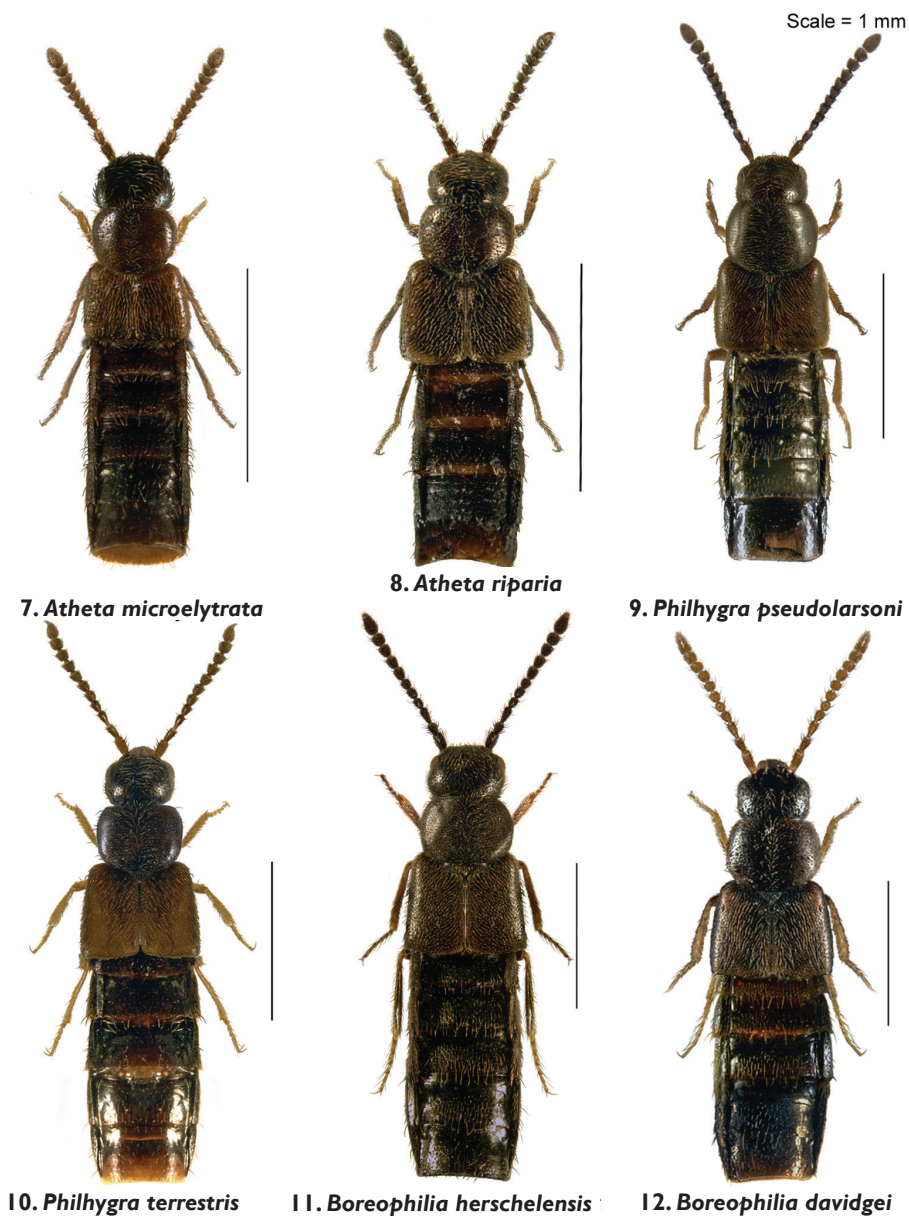 Scale = 1 mm
7. Atheta microelytrata
8. Atheta riparia
9. Philhygra pseudolarsoni
10. Philhygra terrestris
11. Boreophilia herschelensis
12. Boreophilia davidgei